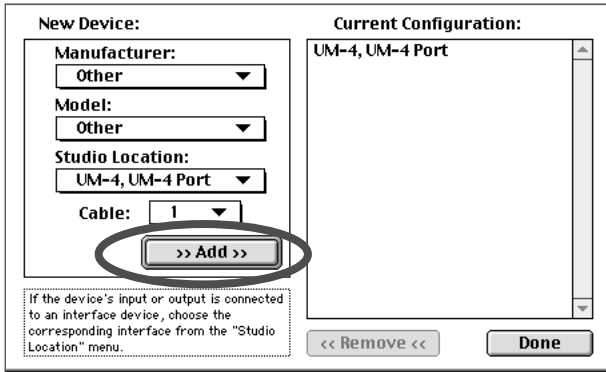 New Device:
Manufacturer:
Other
Model:
Other
Studio Location:
UM-4, UM-4 Port
Cable: 1
>> Add >>
If the device's input or output is connected
to an interface device, choose the
corresponding interface from the "Studio
Location" menu.
Current Configuration:
UM-4, UM-4 Port
<< Remove <<
Done